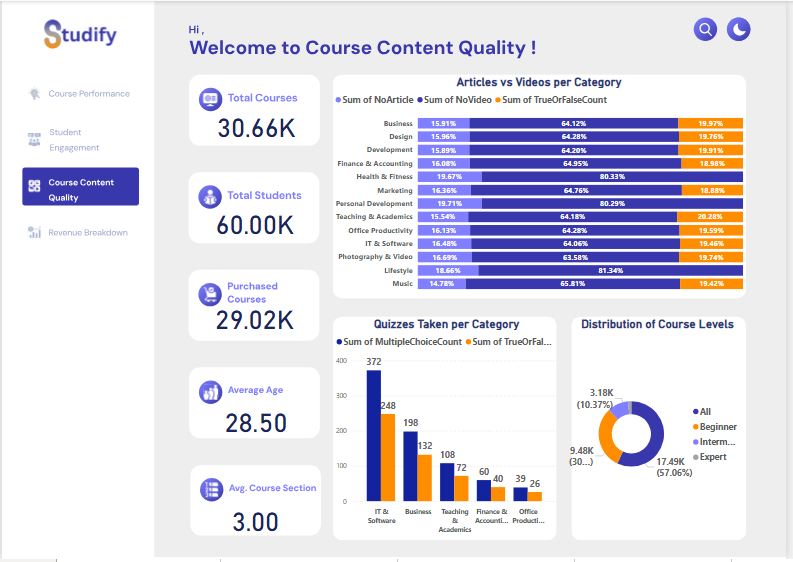 Studify
Course Performance
Student
Engagement
Course Content
Quality
Revenue Breakdown
Hi ,
Welcome to Course Content Quality !
Total Courses
30.66K
Total Students
60.00K
Purchased
Courses
29.02K
Average Age
28.50
Avg. Course Section
3.00
Articles vs Videos per Category
Sum of NoArticle Sum of NoVideo Sum of TrueOrFalseCount
Business 15.91% 64.12% 19.97%
Design 15.96% 64.28% 19.76%
Development 15.89% 64.20% 19.91%
Finance & Accounting 16.08% 64.95% 18.98%
Health & Fitness 19.67% 80.33%
Marketing 16.36% 64.76% 18.88%
Personal Development 19.71% 80.29%
Teaching & Academics 15.54% 64.18% 20.28%
Office Productivity 16.13% 64.28% 19.59%
IT & Software 16.48% 64.06% 19.46%
Photography & Video 16.69% 63.58% 19.74%
Lifestyle 18.66% 81.34%
Music 14.78% 65.81% 19.42%
Quizzes Taken per Category
Sum of MultipleChoiceCount Sum of TrueOrFal...
400
300
200
100
0
372
248
198
132
108
72
60
40
39
26
IT &
Software
Business
Teaching
&
Academics
Finance &
Accounti...
Office
Producti...
Distribution of Course Levels
3.18K
(10.37%)
9.48K
(30...)
17.49K
(57.06%)
All
Beginner
Interm...
Expert